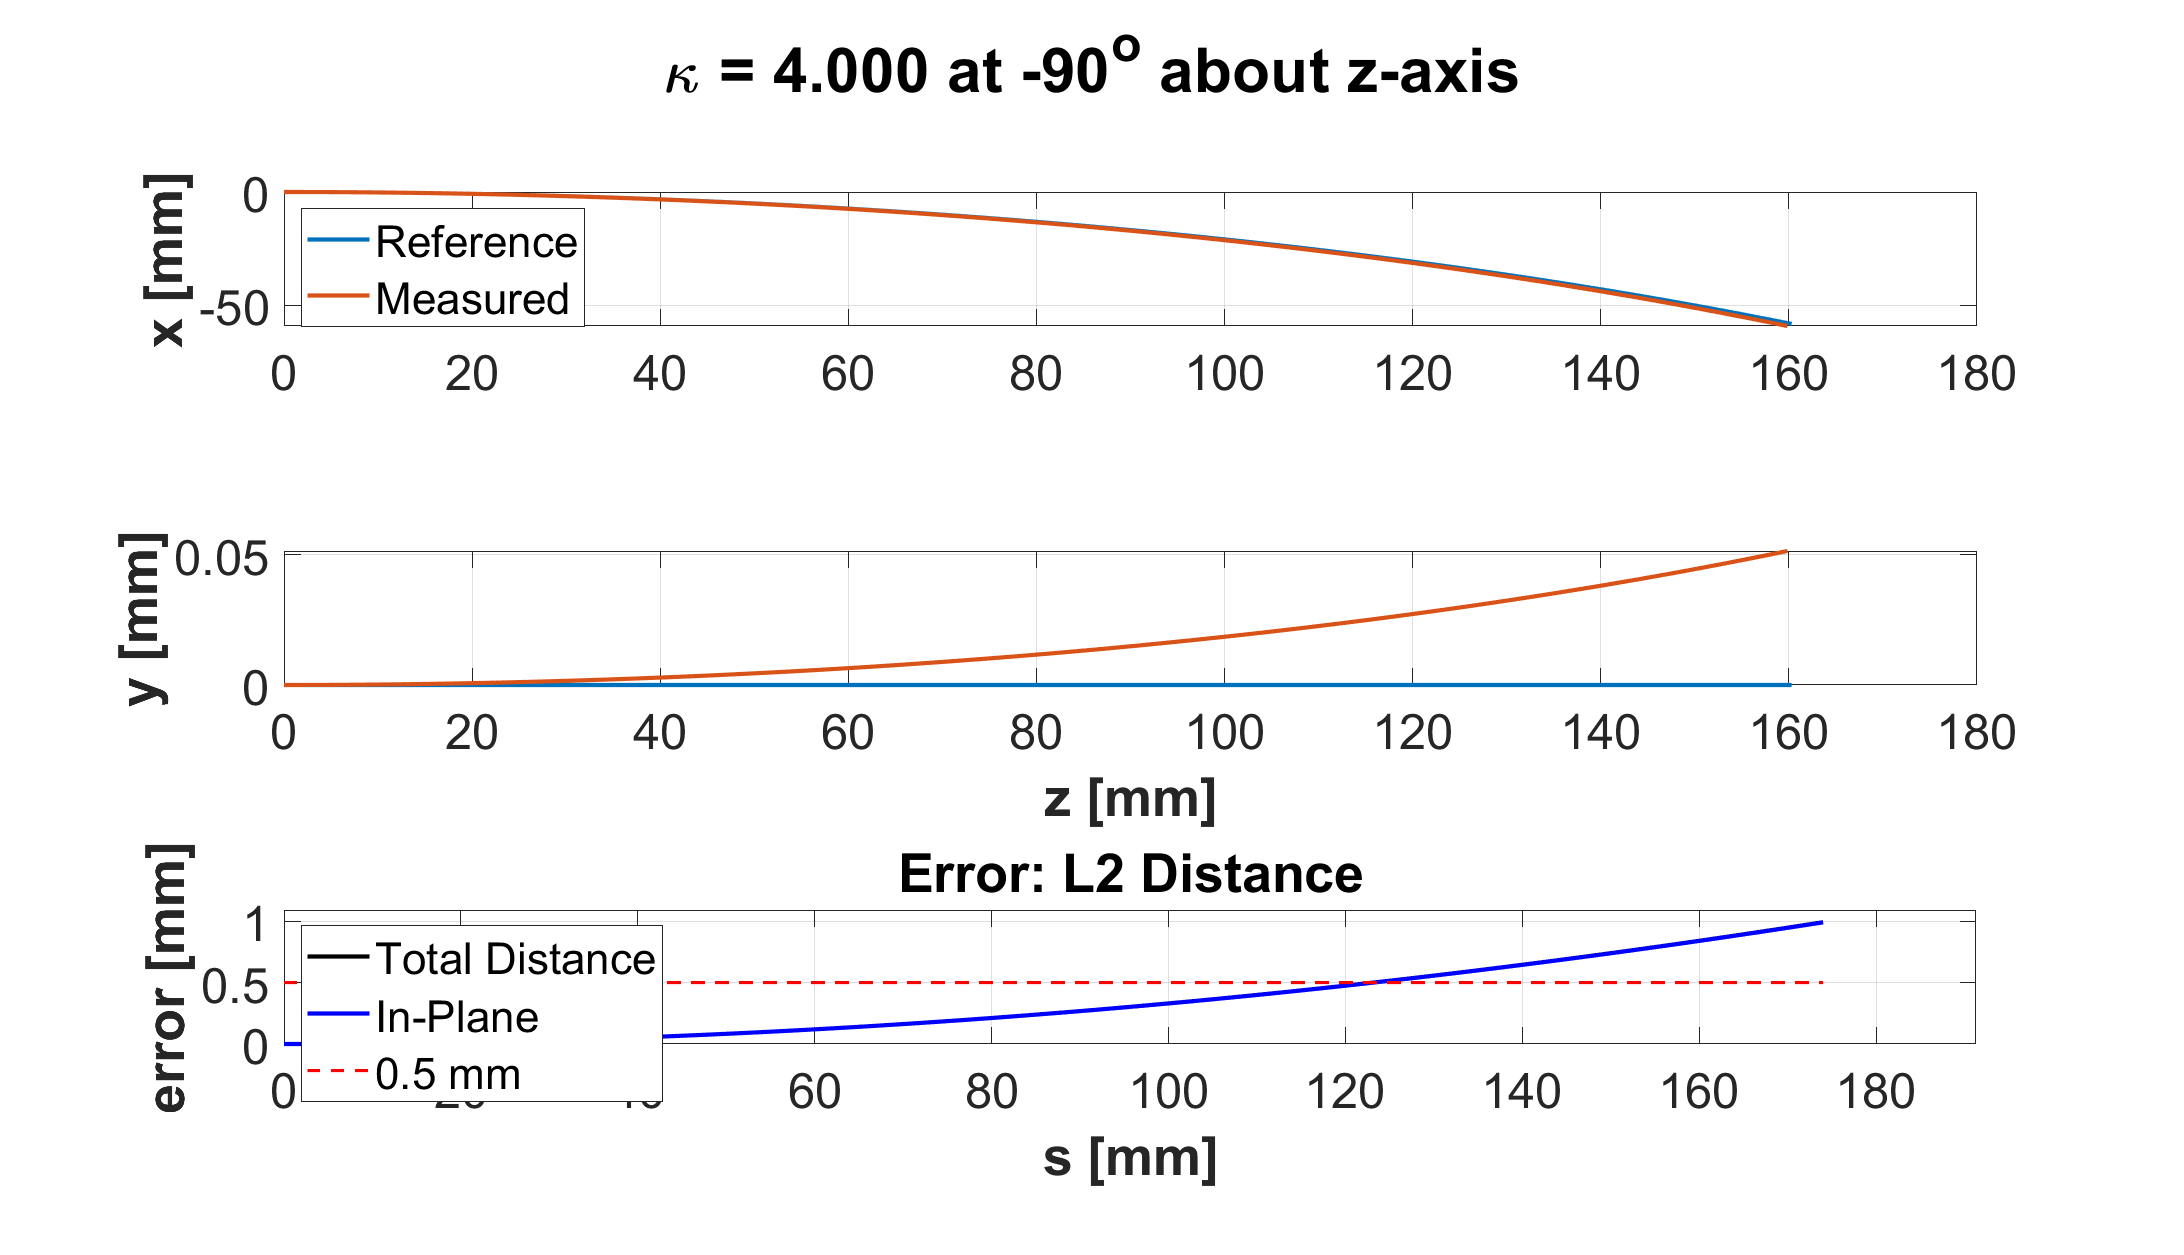 κ = 4.000 at -90° about z-axis
x [mm]
0
-50
Reference
Measured
0 20 40 60 80 100 120 140 160 180
y [mm]
0.05
0
0 20 40 60 80 100 120 140 160 180
z [mm]
Error: L2 Distance
error [mm]
1
0.5
0
Total Distance
In-Plane
0.5 mm
0 60 80 100 120 140 160 180
s [mm]